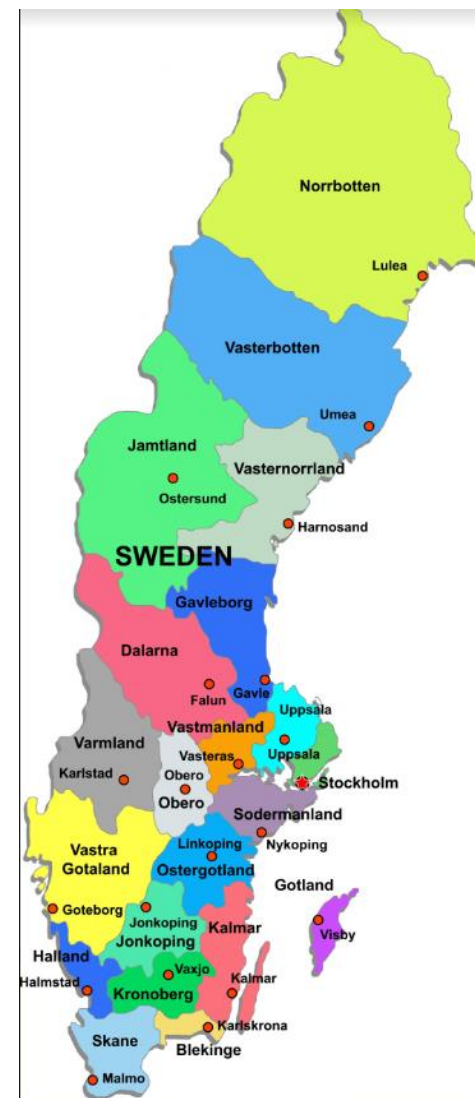 Norrbotten
Lulea
Vasterbotten
Umea
Jamtland
Vasternorrland
Ostersund
Harnosand
SWEDEN
Gavleborg
Dalarna
Falun
Gavle
Uppsala
Vastmanland
Varmland
Uppsala
Vasteras
Karlstad
Obero
Stockholm
Obero
Sodermanland
Linkoping
Nykoping
Vastra
Gotaland
Ostergotland
Gotland
Goteborg
Jonkoping
Kalmar
Visby
Jonkoping
Halland
Vaxjo
Halmstad
Kronoberg
Kalmar
Karlskrona
Skane
Blekinge
Malmo